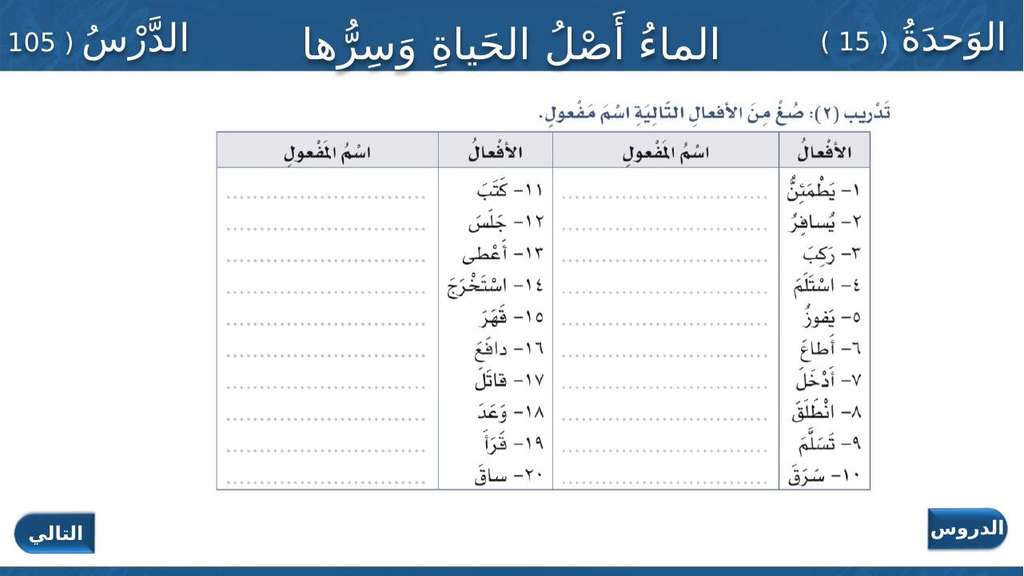 الوَحدَةُ ( 15 ) الماءُ أَصْلُ الحَياةِ وَسِرُّها الدَّرْسُ ( 105
تَدْريب (٢): صُغْ مِنَ الأفعالِ التَّالِيَةِ اسْمَ مَفْعولٍ.
الأفْعالُ اسْمُ المَفْعولِ الأفْعالُ اسْمُ المَفْعولِ
١- يَطْمَئِنُّ ............................ ١١- كَتَبَ ............................
٢- يُسافِرُ ............................ ١٢- جَلَسَ ............................
٣- رَكِبَ ............................ ١٣- أَعْطى ............................
٤- اسْتَلَمَ ............................ ١٤- اسْتَخْرَجَ ............................
٥- يَفوزُ ............................ ١٥- قَهَرَ ............................
٦- أَطاعَ ............................ ١٦- دافَعَ ............................
٧- أَدْخَلَ ............................ ١٧- قاتَلَ ............................
٨- انْطَلَقَ ............................ ١٨- وَعَدَ ............................
٩- تَسَلَّمَ ............................ ١٩- قَرَأَ ............................
١٠- سَرَقَ ............................ ٢٠- ساقَ ............................
الدروس
التالي